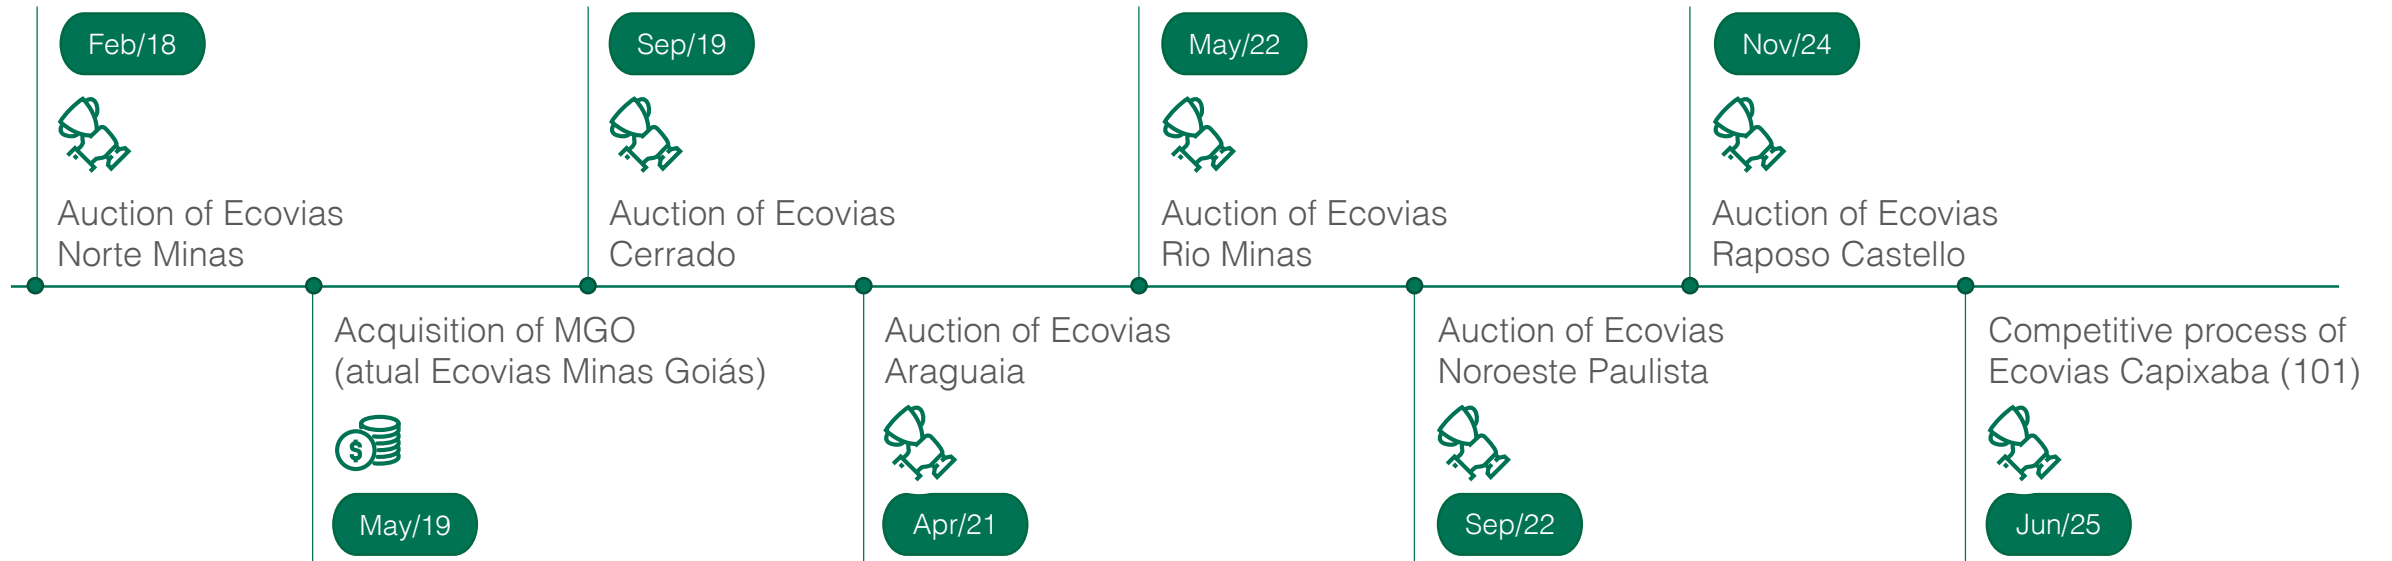 Feb/18
Auction of Ecovias
Norte Minas
Acquisition of MGO
(atual Ecovias Minas Goiás)
$
May/19
Sep/19
Auction of Ecovias
Cerrado
Auction of Ecovias
Araguaia
Apr/21
May/22
Auction of Ecovias
Rio Minas
Auction of Ecovias
Noroeste Paulista
Sep/22
Nov/24
Auction of Ecovias
Raposo Castello
Competitive process of
Ecovias Capixaba (101)
Jun/25